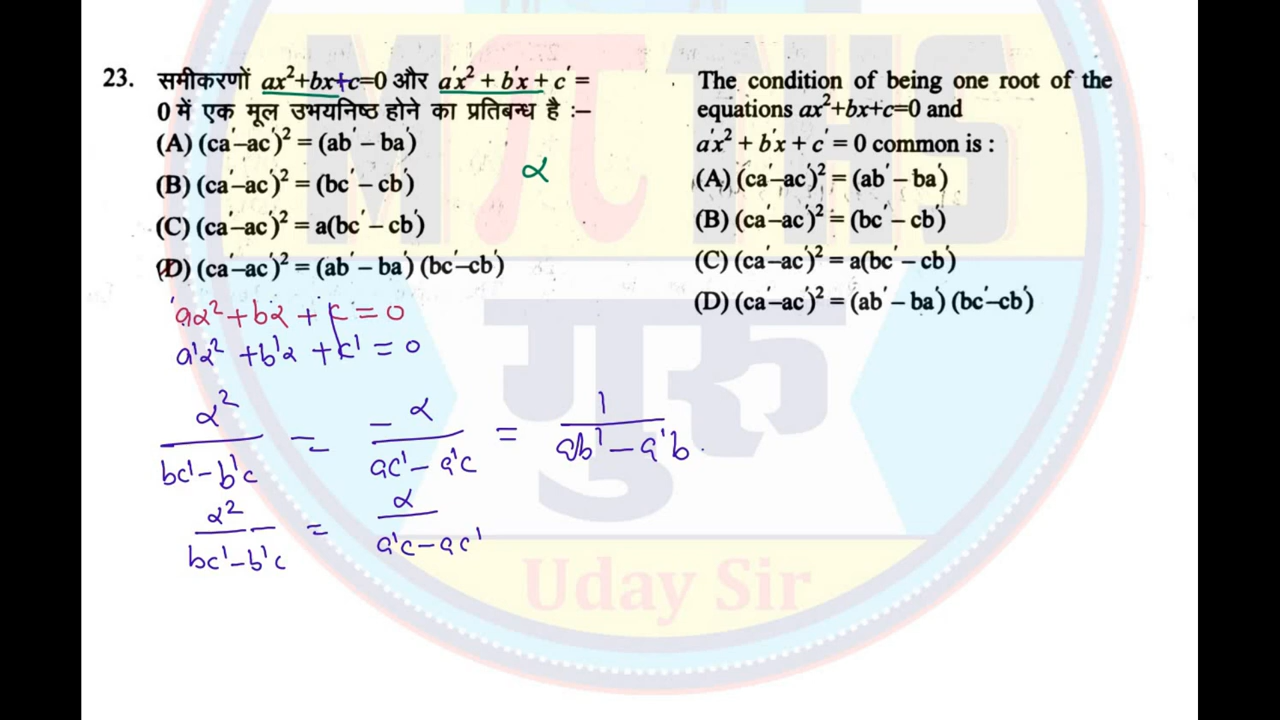 23. समीकरणों ax²+bx+c=0 और a′x² + b′x + c′ =
0 में एक मूल उभयनिष्ठ होने का प्रतिबन्ध है :–
(A) (ca′–ac′)² = (ab′ – ba′)
(B) (ca′–ac′)² = (bc′ – cb′)
(C) (ca′–ac′)² = a(bc′ – cb′)
(D) (ca′–ac′)² = (ab′ – ba′) (bc′–cb′)
α
aα² + bα + c = 0
a'α² + b'α + c' = 0
α²/(bc' – b'c) = –α/(ac' – a'c) = 1/(ab' – a'b)
α²/(bc' – b'c) = α/(a'c – ac')
The condition of being one root of the
equations ax²+bx+c=0 and
a′x² + b′x + c′ = 0 common is :
(A) (ca′–ac′)² = (ab′ – ba′)
(B) (ca′–ac′)² = (bc′ – cb′)
(C) (ca′–ac′)² = a(bc′ – cb′)
(D) (ca′–ac′)² = (ab′ – ba′) (bc′–cb′)
MπTHS
गुरु
Uday Sir